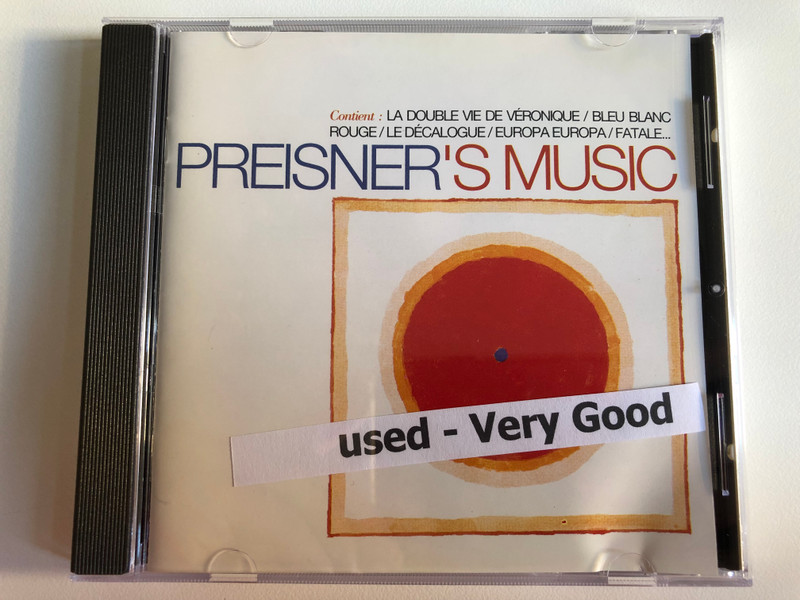 Contient : LA DOUBLE VIE DE VÉRONIQUE / BLEU BLANC
ROUGE / LE DÉCALOGUE / EUROPA EUROPA / FATALE...
PREISNER'S MUSIC
used - Very Good